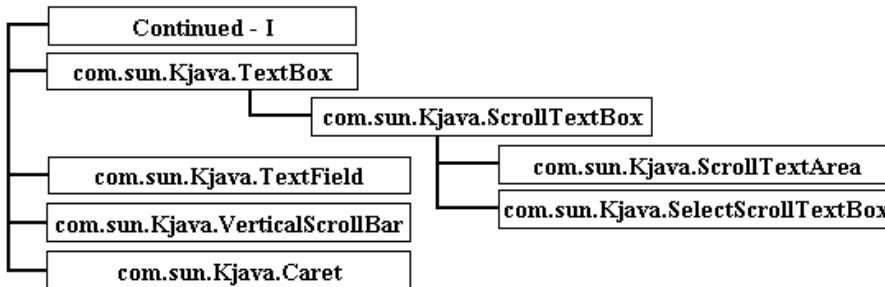 Continued - I
com.sun.Kjava.TextBox
com.sun.Kjava.ScrollTextBox
com.sun.Kjava.ScrollTextArea
com.sun.Kjava.SelectScrollTextBox
com.sun.Kjava.TextField
com.sun.Kjava.VerticalScrollBar
com.sun.Kjava.Caret